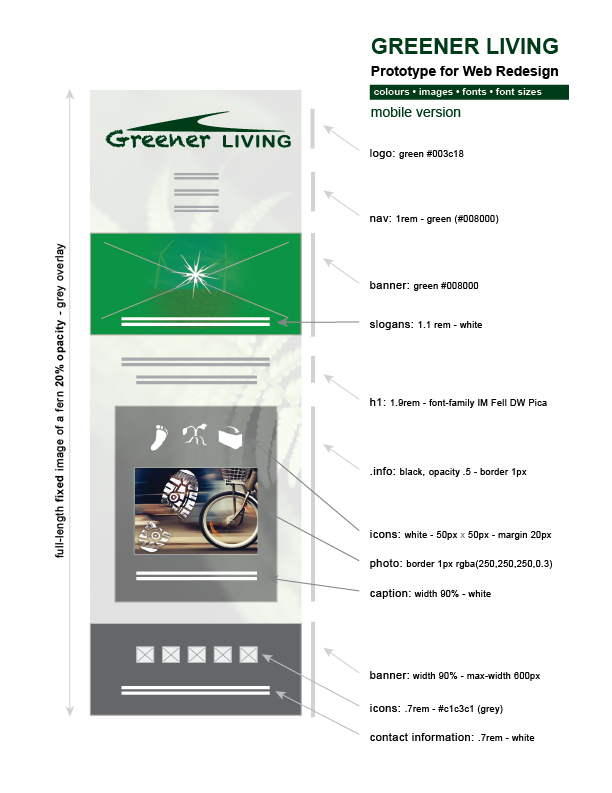 GREENER LIVING
Prototype for Web Redesign
colours • images • fonts • font sizes
mobile version
Greener LIVING
logo: green #003c18
nav: 1rem - green (#008000)
banner: green #008000
slogans: 1.1 rem - white
full-length fixed image of a fern 20% opacity - grey overlay
h1: 1.9rem - font-family IM Fell DW Pica
.info: black, opacity .5 - border 1px
icons: white - 50px x 50px - margin 20px
photo: border 1px rgba(250,250,250,0.3)
caption: width 90% - white
banner: width 90% - max-width 600px
icons: .7rem - #c1c3c1 (grey)
contact information: .7rem - white